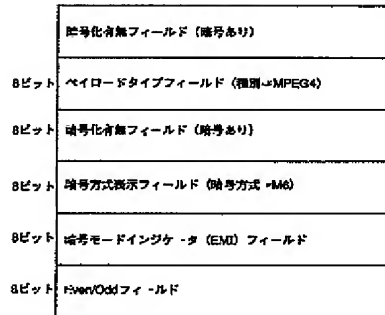 暗号化有無フィールド（暗号あり）
8ビット ペイロードタイプフィールド（種別=MPEG4）
8ビット 暗号化有無フィールド（暗号あり）
8ビット 暗号方式表示フィールド（暗号方式=M6）
8ビット 暗号モードインジケータ（EMI）フィールド
8ビット Even/Oddフィールド